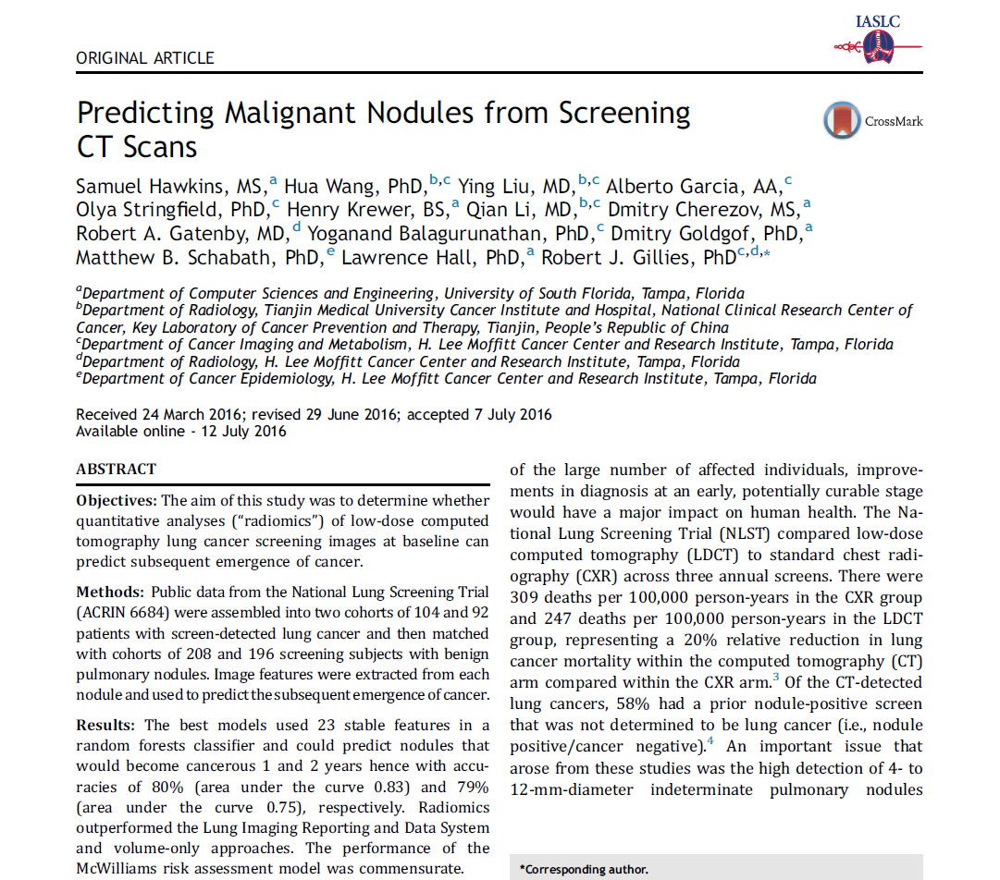 IASLC
ORIGINAL ARTICLE
Predicting Malignant Nodules from Screening
CT Scans
CrossMark
Samuel Hawkins, MS,a Hua Wang, PhD,b,c Ying Liu, MD,b,c Alberto Garcia, AA,c
Olya Stringfield, PhD,c Henry Krewer, BS,a Qian Li, MD,b,c Dmitry Cherezov, MS,a
Robert A. Gatenby, MD,d Yoganand Balagurunathan, PhD,c Dmitry Goldgof, PhD,a
Matthew B. Schabath, PhD,e Lawrence Hall, PhD,a Robert J. Gillies, PhDc,d,*
aDepartment of Computer Sciences and Engineering, University of South Florida, Tampa, Florida
bDepartment of Radiology, Tianjin Medical University Cancer Institute and Hospital, National Clinical Research Center of
Cancer, Key Laboratory of Cancer Prevention and Therapy, Tianjin, People's Republic of China
cDepartment of Cancer Imaging and Metabolism, H. Lee Moffitt Cancer Center and Research Institute, Tampa, Florida
dDepartment of Radiology, H. Lee Moffitt Cancer Center and Research Institute, Tampa, Florida
eDepartment of Cancer Epidemiology, H. Lee Moffitt Cancer Center and Research Institute, Tampa, Florida
Received 24 March 2016; revised 29 June 2016; accepted 7 July 2016
Available online - 12 July 2016
ABSTRACT
Objectives: The aim of this study was to determine whether
quantitative analyses ("radiomics") of low-dose computed
tomography lung cancer screening images at baseline can
predict subsequent emergence of cancer.
Methods: Public data from the National Lung Screening Trial
(ACRIN 6684) were assembled into two cohorts of 104 and 92
patients with screen-detected lung cancer and then matched
with cohorts of 208 and 196 screening subjects with benign
pulmonary nodules. Image features were extracted from each
nodule and used to predict the subsequent emergence of cancer.
Results: The best models used 23 stable features in a
random forests classifier and could predict nodules that
would become cancerous 1 and 2 years hence with accu-
racies of 80% (area under the curve 0.83) and 79%
(area under the curve 0.75), respectively. Radiomics
outperformed the Lung Imaging Reporting and Data System
and volume-only approaches. The performance of the
McWilliams risk assessment model was commensurate.
of the large number of affected individuals, improve-
ments in diagnosis at an early, potentially curable stage
would have a major impact on human health. The Na-
tional Lung Screening Trial (NLST) compared low-dose
computed tomography (LDCT) to standard chest radi-
ography (CXR) across three annual screens. There were
309 deaths per 100,000 person-years in the CXR group
and 247 deaths per 100,000 person-years in the LDCT
group, representing a 20% relative reduction in lung
cancer mortality within the computed tomography (CT)
arm compared within the CXR arm.3 Of the CT-detected
lung cancers, 58% had a prior nodule-positive screen
that was not determined to be lung cancer (i.e., nodule
positive/cancer negative).4 An important issue that
arose from these studies was the high detection of 4- to
12-mm-diameter indeterminate pulmonary nodules
*Corresponding author.